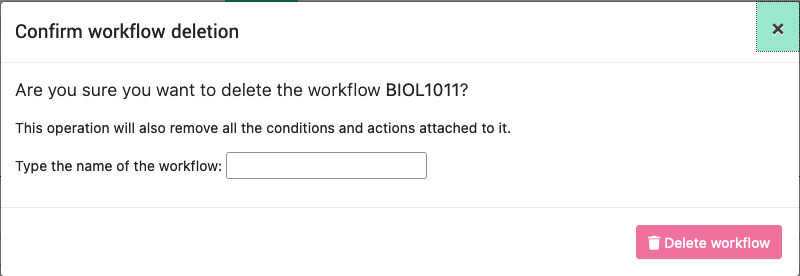 Confirm workflow deletion
×
Are you sure you want to delete the workflow BIOL1011?
This operation will also remove all the conditions and actions attached to it.
Type the name of the workflow:
Delete workflow